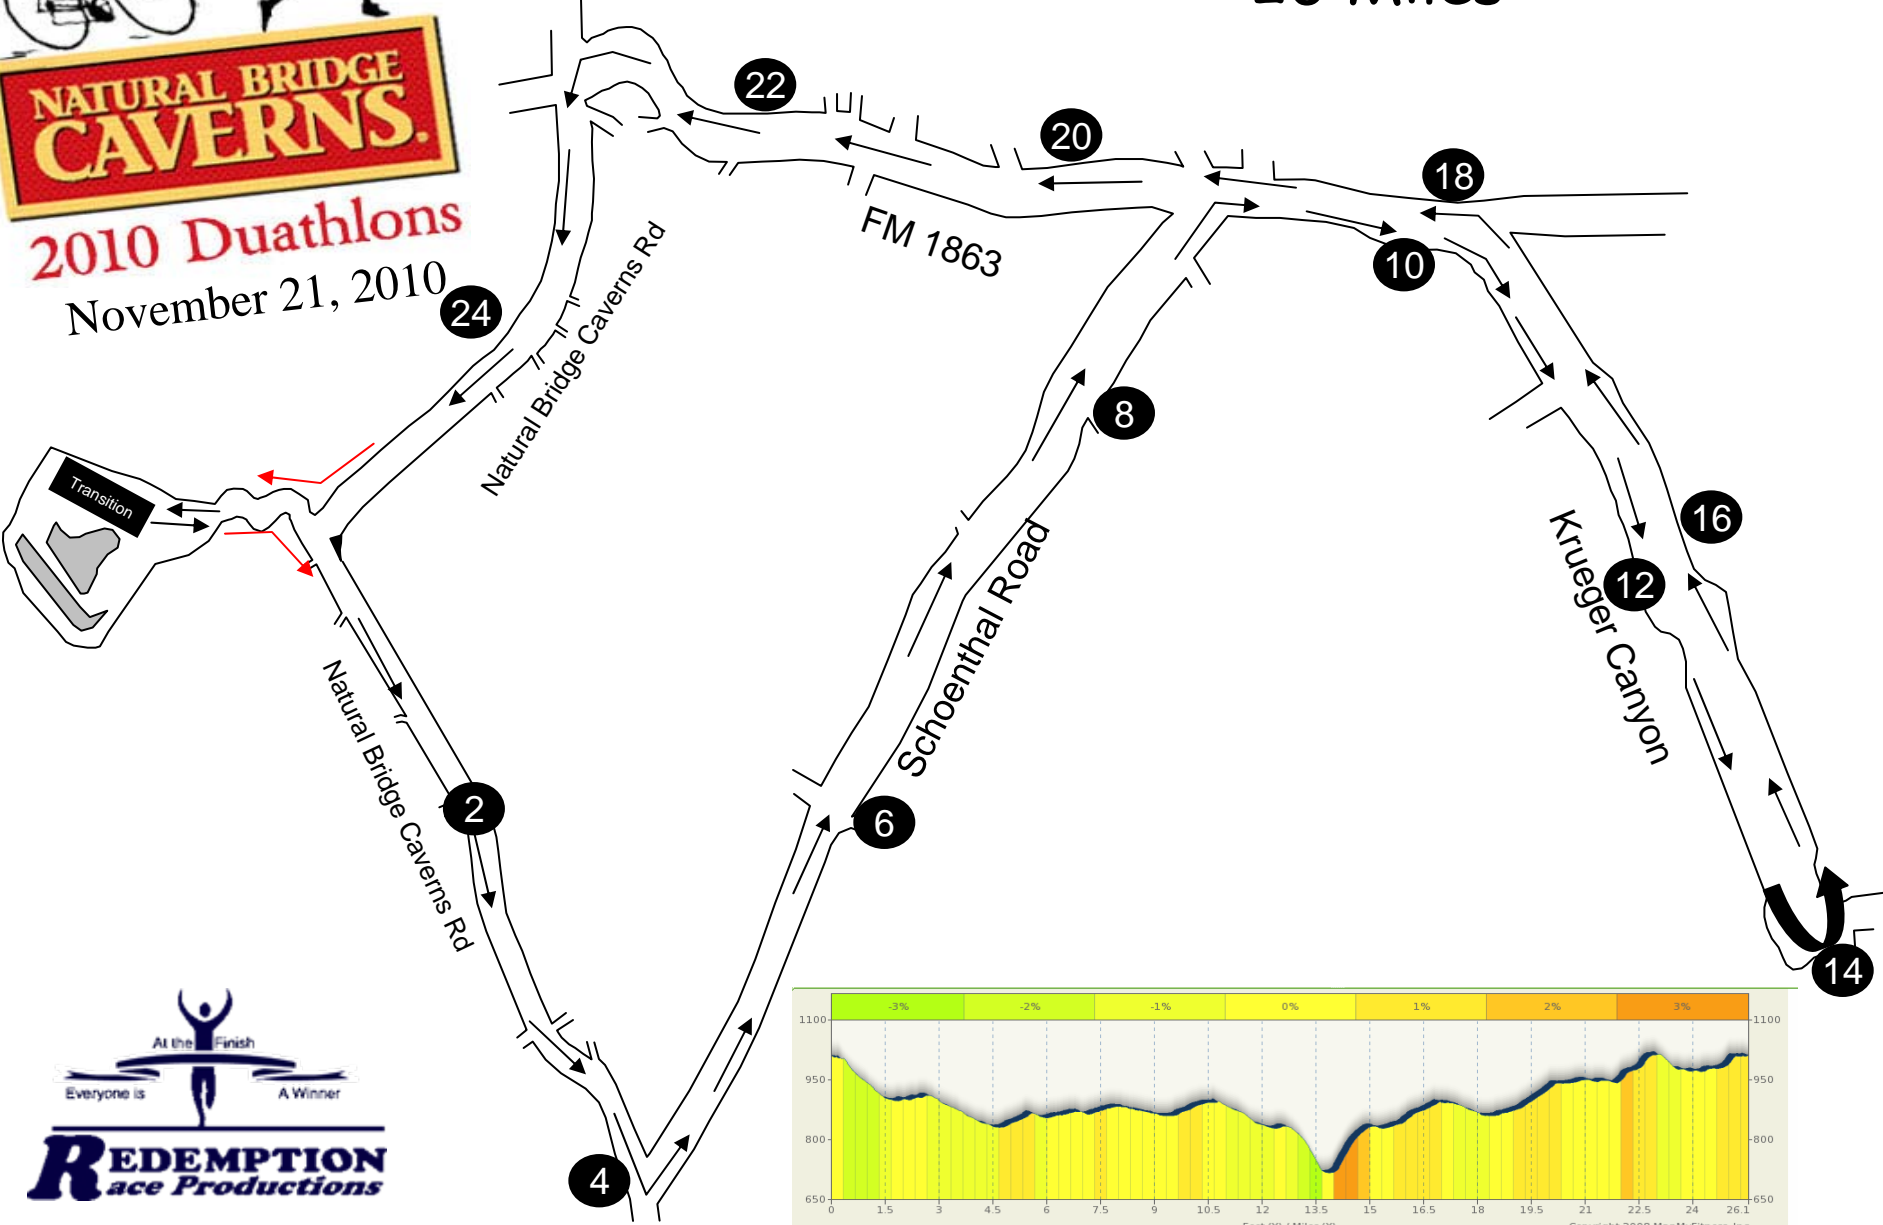 NATURAL BRIDGE
CAVERNS.
2010 Duathlons
November 21, 2010
22
20
18
FM 1863
10
24
Natural Bridge Caverns Rd
8
Transition
16
12
Krueger Canyon
Schoenthal Road
Natural Bridge Caverns Rd
2
6
14
4
At the Finish
Everyone is A Winner
REDEMPTION
Race Productions
-3% -2% -1% 0% 1% 2% 3%
1100 1100
950 950
800 800
650 650
0 1.5 3 4.5 6 7.5 9 10.5 12 13.5 15 16.5 18 19.5 21 22.5 24 26.1